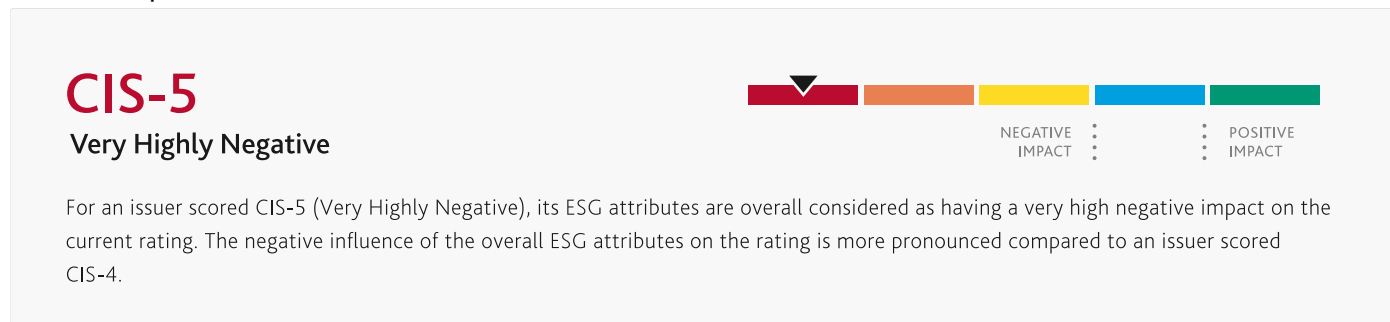 CIS-5
Very Highly Negative
NEGATIVE
IMPACT
POSITIVE
IMPACT
For an issuer scored CIS-5 (Very Highly Negative), its ESG attributes are overall considered as having a very high negative impact on the
current rating. The negative influence of the overall ESG attributes on the rating is more pronounced compared to an issuer scored
CIS-4.